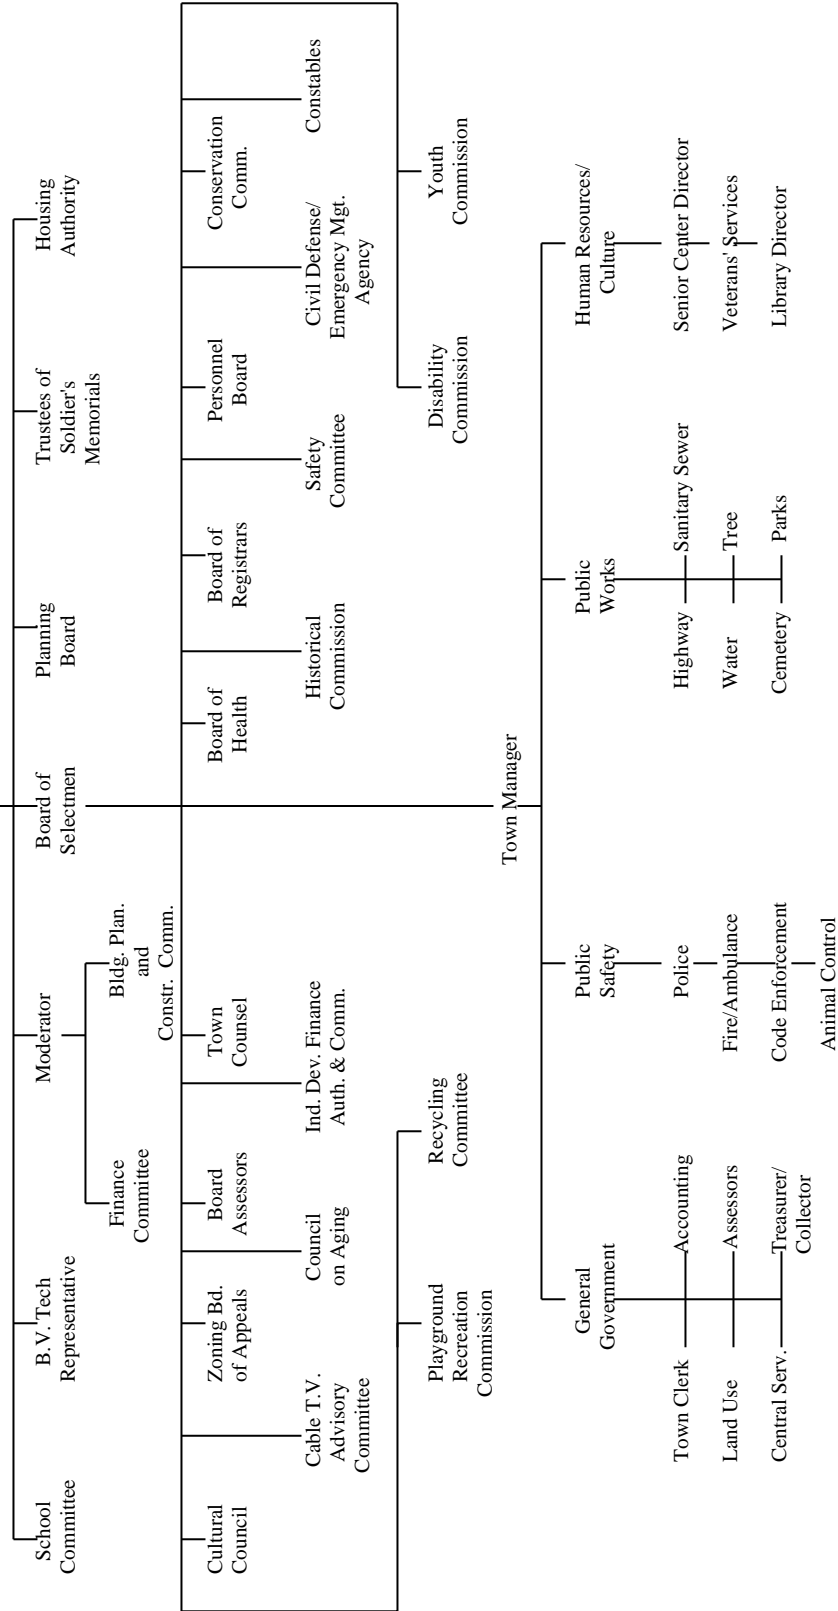 School
Committee
B.V. Tech
Representative
Moderator
Board of
Selectmen
Planning
Board
Trustees of
Soldier's
Memorials
Housing
Authority
Finance
Committee
Bldg. Plan.
and
Constr. Comm.
Cultural
Council
Zoning Bd.
of Appeals
Board
Assessors
Town
Counsel
Board of
Health
Board of
Registrars
Personnel
Board
Conservation
Comm.
Cable T.V.
Advisory
Committee
Council
on Aging
Ind. Dev. Finance
Auth. & Comm.
Historical
Commission
Safety
Committee
Civil Defense/
Emergency Mgt.
Agency
Constables
Playground
Recreation
Commission
Recycling
Committee
Disability
Commission
Youth
Commission
Town Manager
General
Government
Town Clerk
Accounting
Land Use
Assessors
Central Serv.
Treasurer/
Collector
Public
Safety
Police
Fire/Ambulance
Code Enforcement
Animal Control
Public
Works
Highway
Sanitary Sewer
Water
Tree
Cemetery
Parks
Human Resources/
Culture
Senior Center Director
Veterans' Services
Library Director